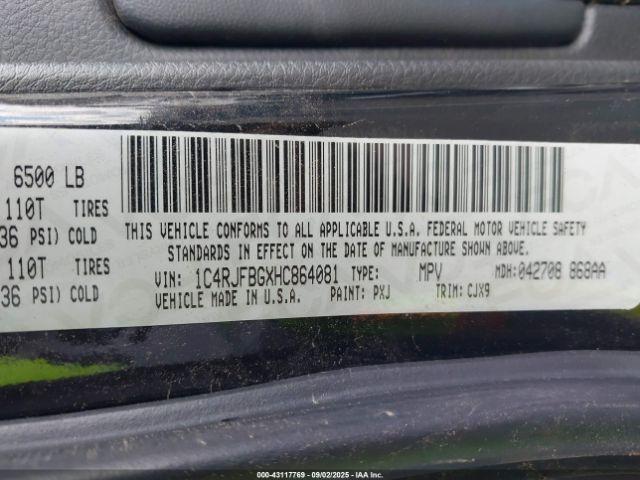 6500 LB
110T TIRES
36 PSI) COLD
110T TIRES
36 PSI) COLD
THIS VEHICLE CONFORMS TO ALL APPLICABLE U.S.A. FEDERAL MOTOR VEHICLE SAFETY
STANDARDS IN EFFECT ON THE DATE OF MANUFACTURE SHOWN ABOVE.
VIN: 1C4RJFBGXHC864081 TYPE: MPV MDH:042708 868AA
VEHICLE MADE IN U.S.A. PAINT: PXJ TRIM: CJX9
000-43117769 - 09/02/2025 - IAA Inc.